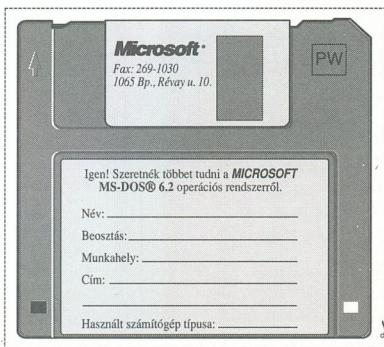 Microsoft
Fax: 269-1030
1065 Bp., Révay u. 10.
PW
Igen! Szeretnék többet tudni a MICROSOFT
MS-DOS® 6.2 operációs rendszerről.
Név:
Beosztás:
Munkahely:
Cím:
Használt számítógép típusa: